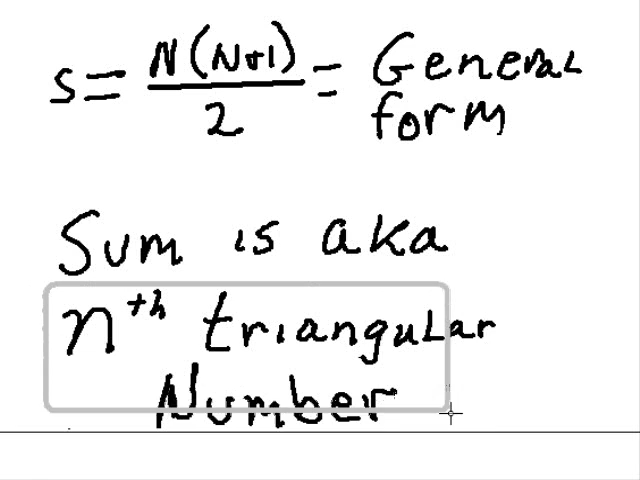 S = N(N+1)/2 = General form
Sum is aka
nth triangular
Number